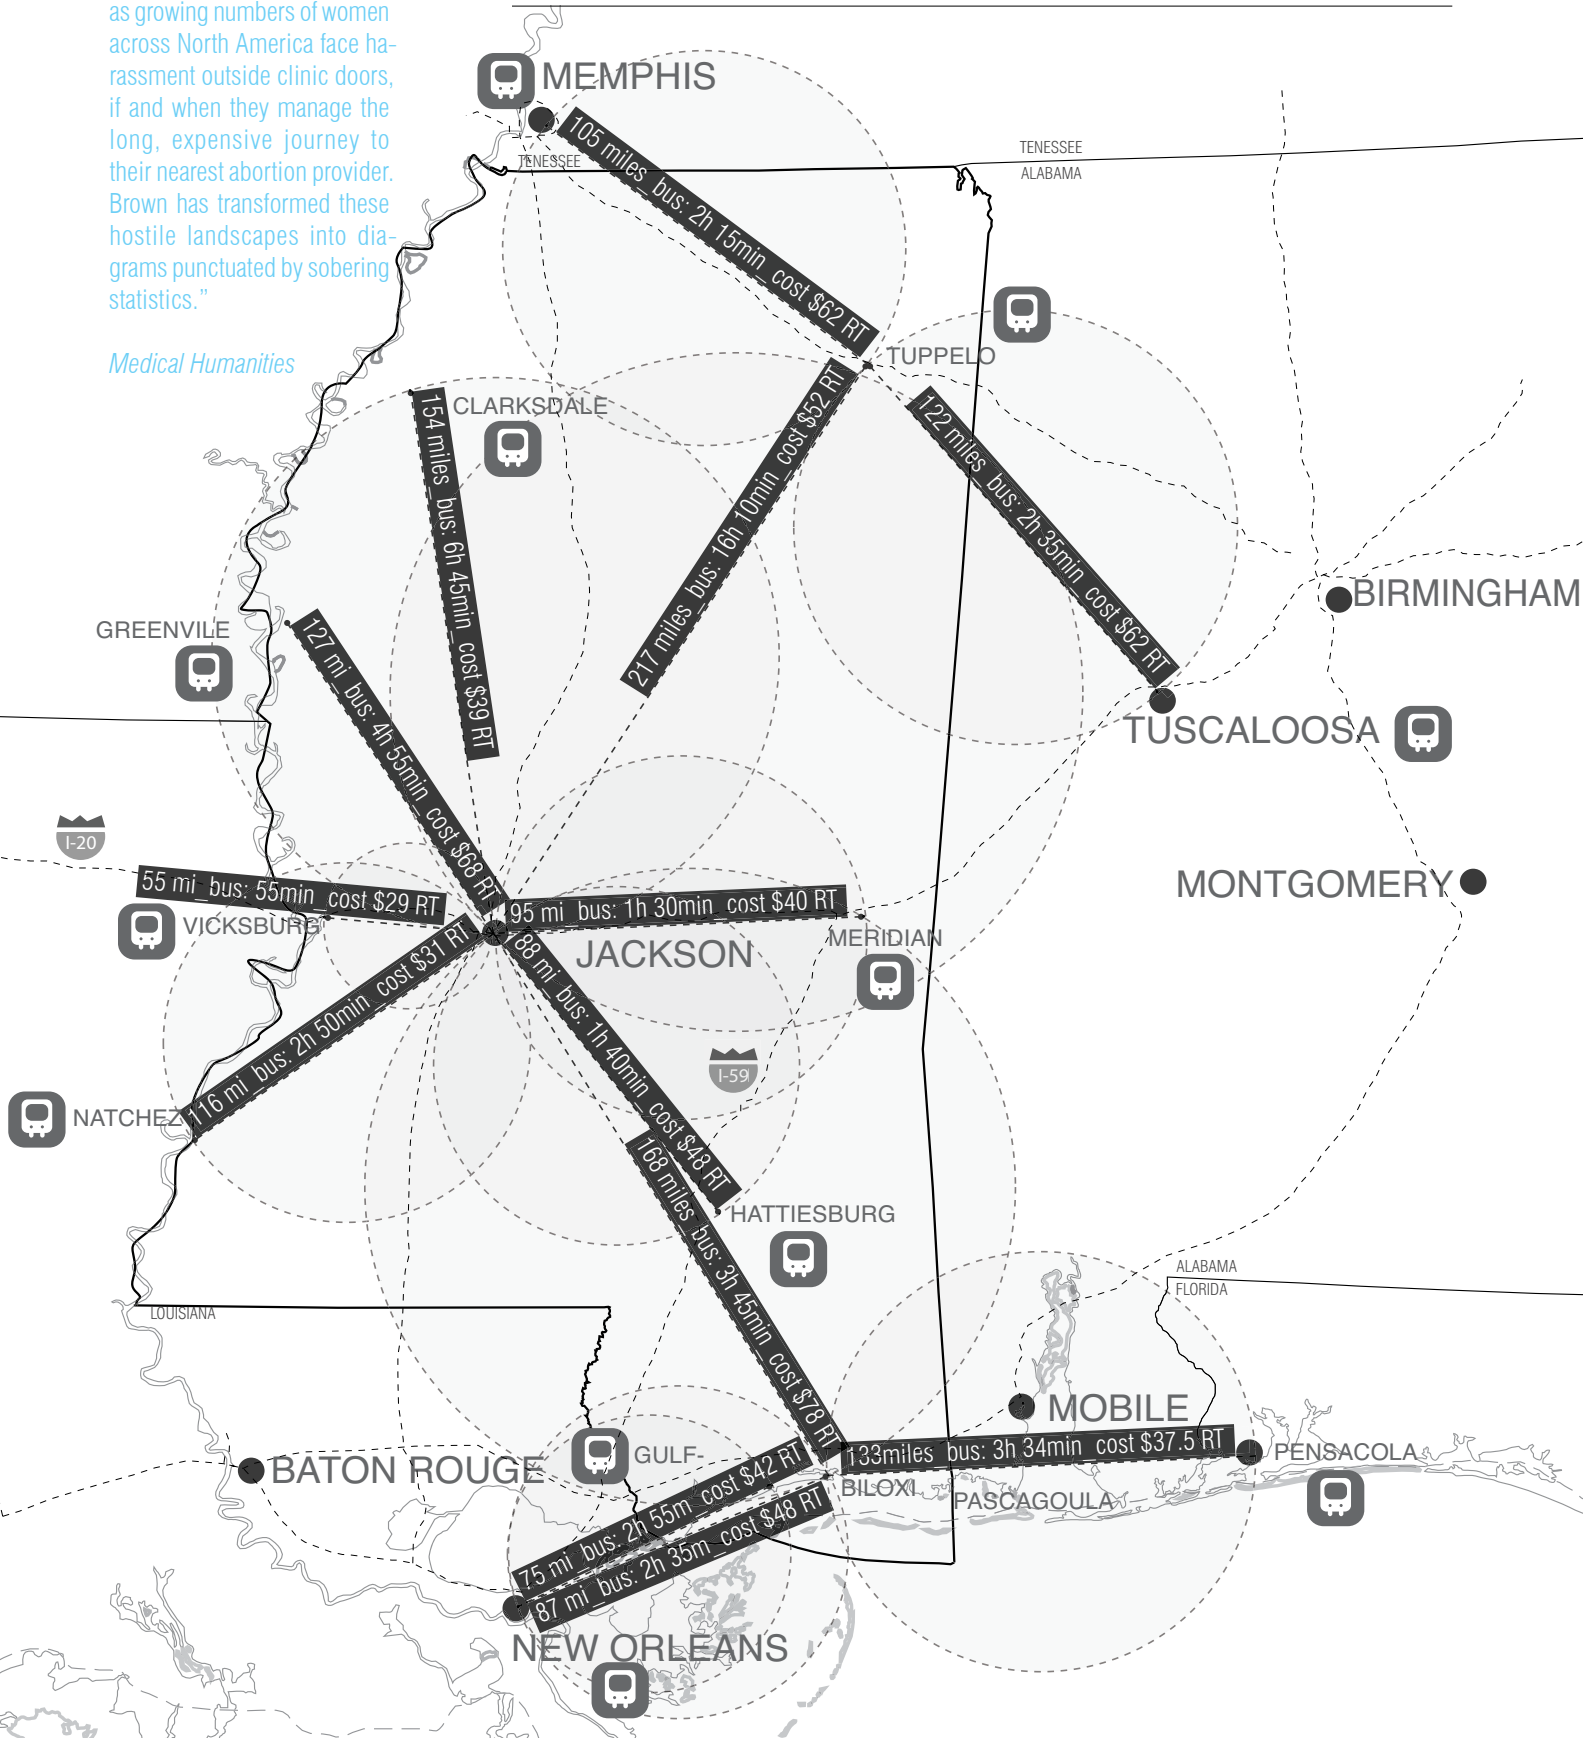 as growing numbers of women
across North America face ha-
rassment outside clinic doors,
if and when they manage the
long, expensive journey to
their nearest abortion provider.
Brown has transformed these
hostile landscapes into dia-
grams punctuated by sobering
statistics.”
Medical Humanities
MEMPHIS
105 miles_bus: 2h 15min_cost $62 RT
TENNESSEE
TENNESSEE
ALABAMA
TUPPELO
CLARKSDALE
154 miles_bus: 6h 45min_cost $39 RT
217 miles_bus: 16h 10min_cost $52 RT
122 miles_bus: 2h 35min_cost $62 RT
BIRMINGHAM
GREENVILE
127 mi_bus: 4h 55min_cost $68 RT
TUSCALOOSA
I-20
55 mi_bus: 55min_cost $29 RT
VICKSBURG
95 mi_bus: 1h 30min_cost $40 RT
MONTGOMERY
JACKSON
MERIDIAN
116 mi_bus: 2h 50min_cost $31 RT
88 mi_bus: 1h 40min_cost $48 RT
I-59
NATCHEZ
168 miles_bus: 3h 45min_cost $78 RT
HATTIESBURG
ALABAMA
FLORIDA
LOUISIANA
MOBILE
133miles_bus: 3h 34min_cost $37.5 RT
PENSACOLA
BATON ROUGE
GULF-
75 mi_bus: 2h 55m_cost $42 RT
BILOXI
PASCAGOULA
87 mi_bus: 2h 35m_cost $48 RT
NEW ORLEANS